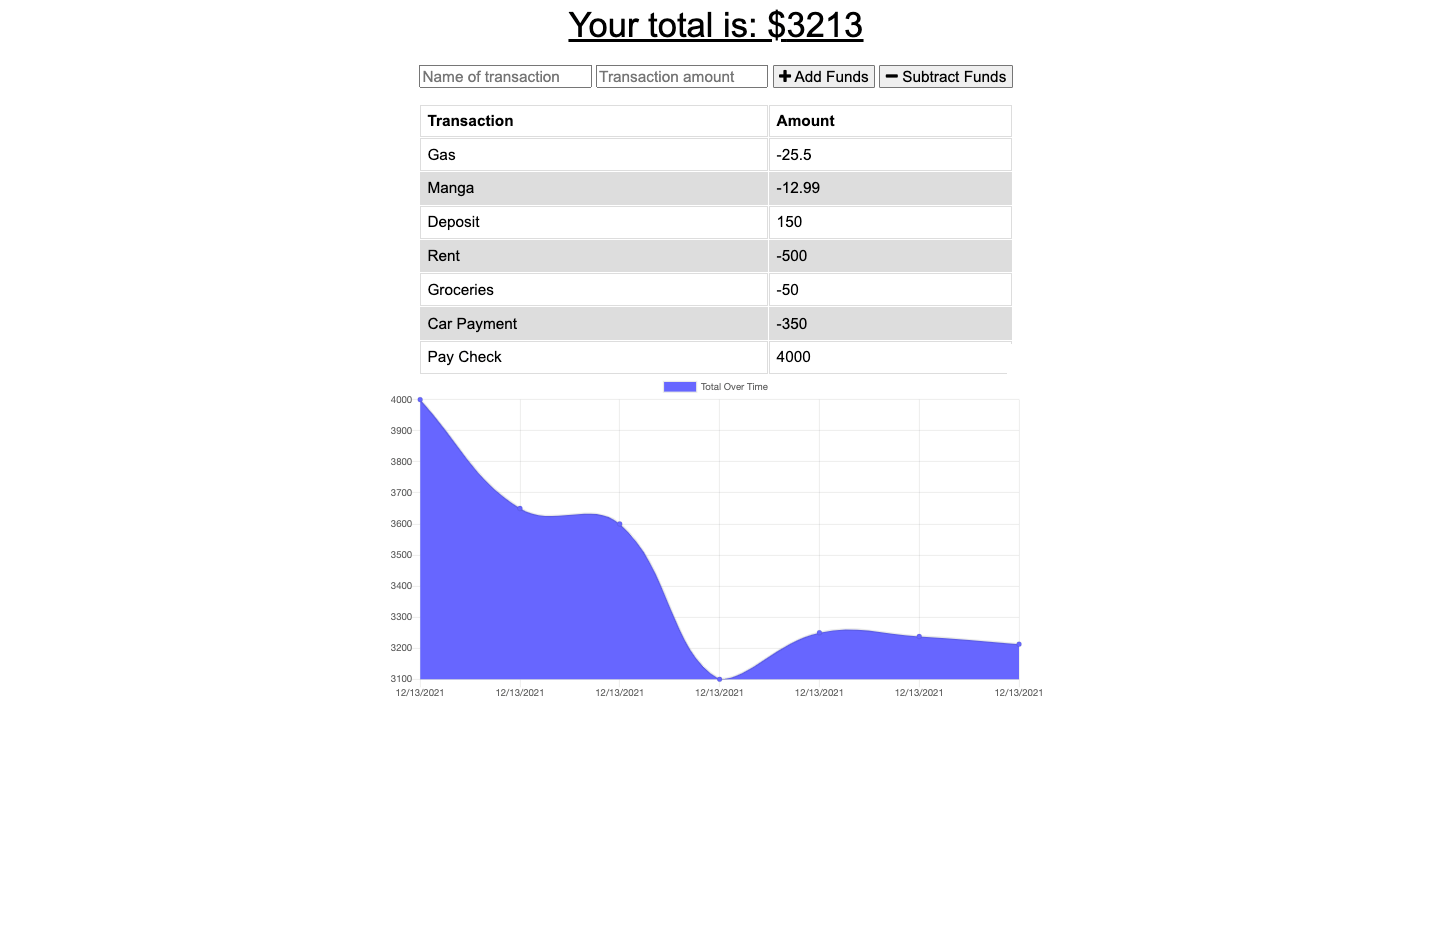 Your total is: $3213
Name of transaction Transaction amount Add Funds Subtract Funds
Transaction Amount
Gas -25.5
Manga -12.99
Deposit 150
Rent -500
Groceries -50
Car Payment -350
Pay Check 4000
Total Over Time
4000
3900
3800
3700
3600
3500
3400
3300
3200
3100
12/13/2021 12/13/2021 12/13/2021 12/13/2021 12/13/2021 12/13/2021 12/13/2021